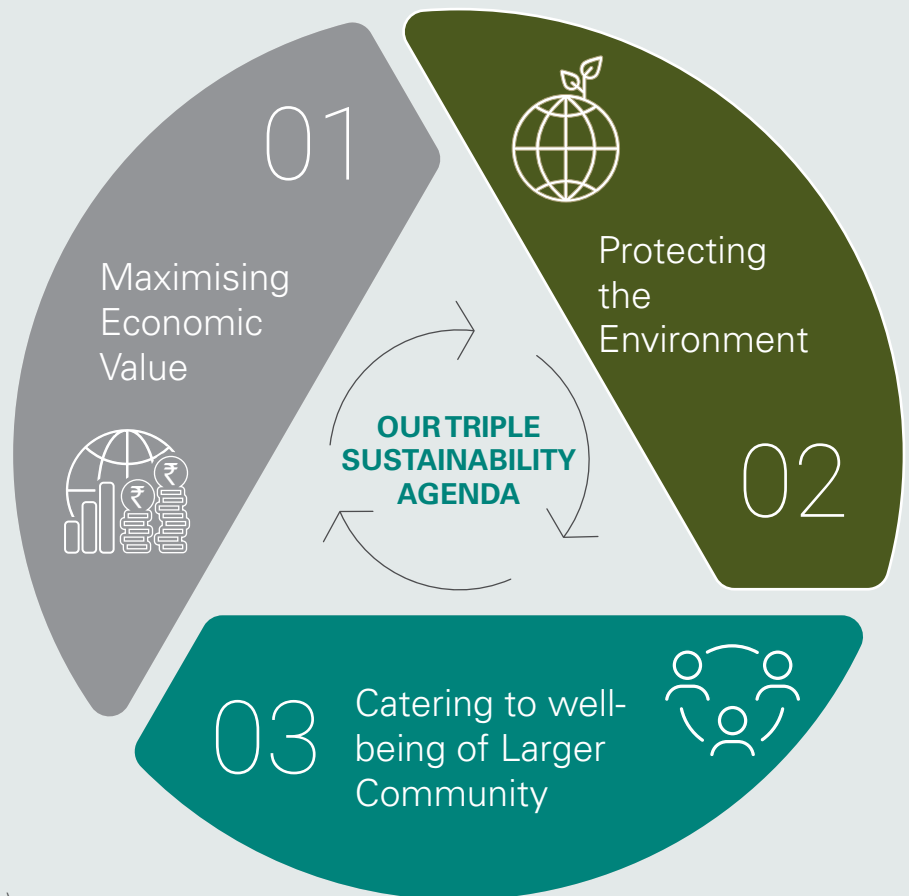 01
Maximising
Economic
Value
₹
₹
Protecting
the
Environment
02
OUR TRIPLE
SUSTAINABILITY
AGENDA
03
Catering to well-
being of Larger
Community